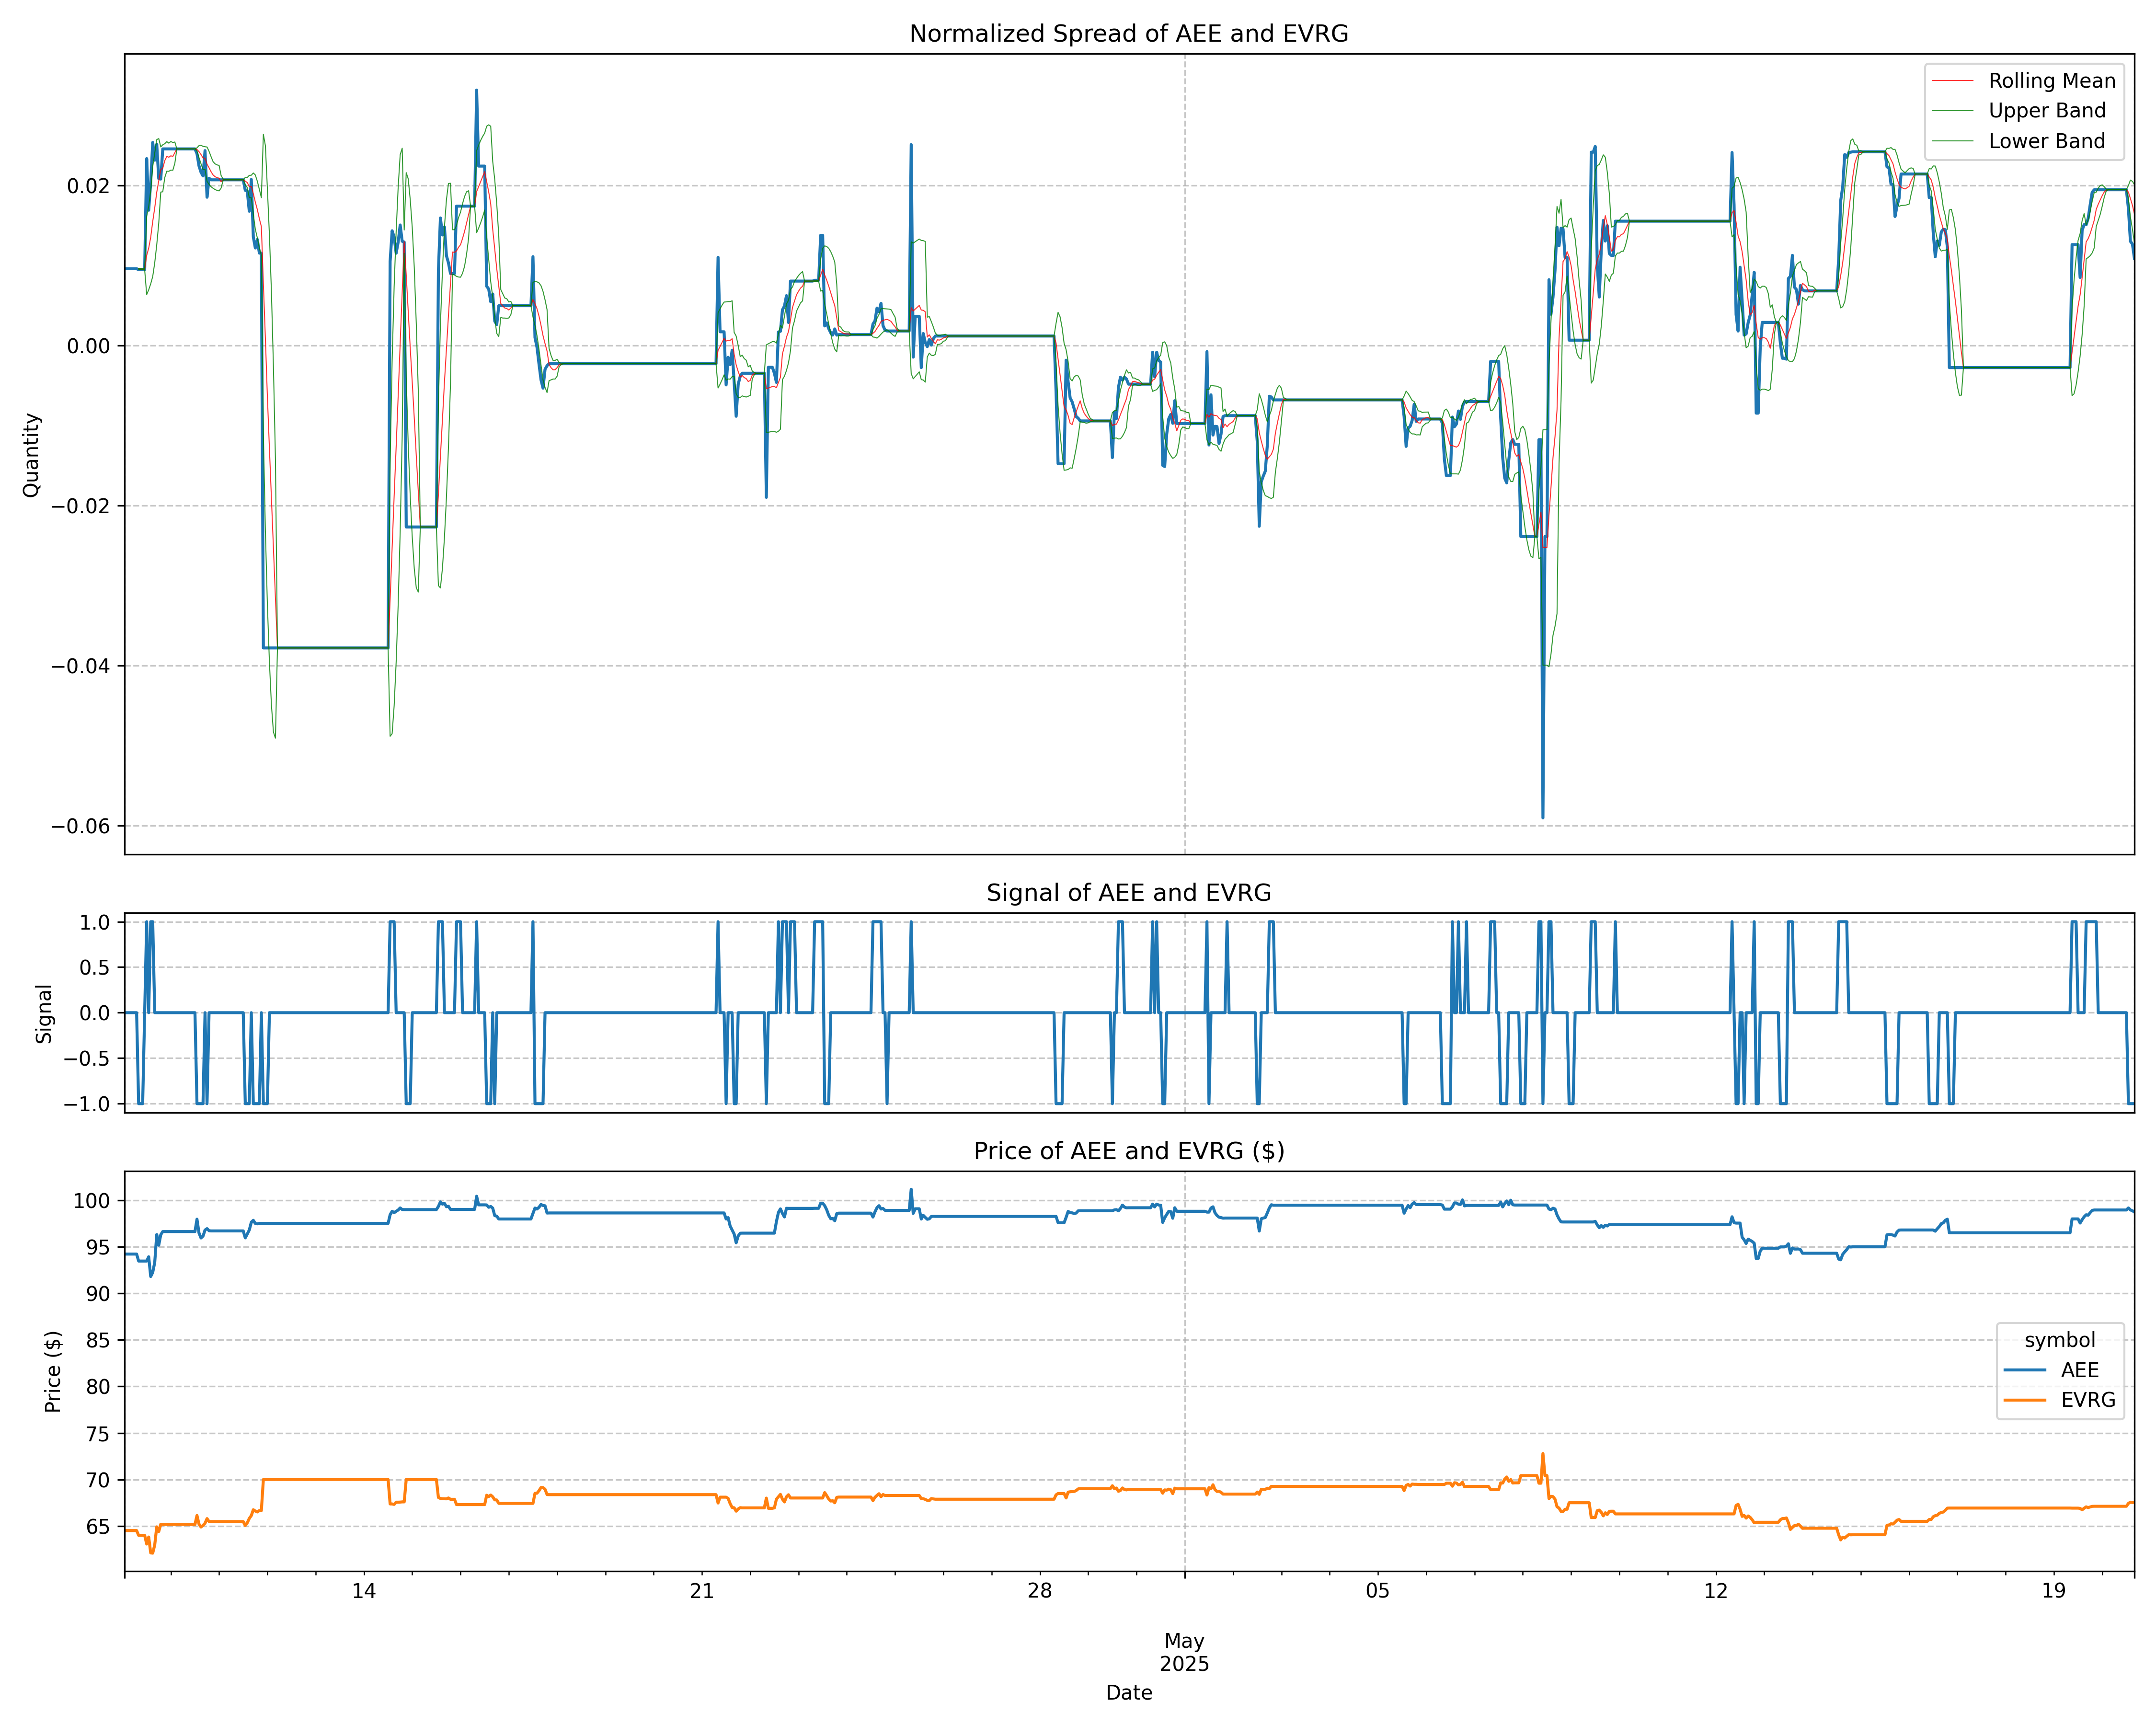 Normalized Spread of AEE and EVRG
Rolling Mean
Upper Band
Lower Band
Quantity
0.02
0.00
−0.02
−0.04
−0.06
Signal of AEE and EVRG
Signal
1.0
0.5
0.0
−0.5
−1.0
Price of AEE and EVRG ($)
Price ($)
100
95
90
85
80
75
70
65
symbol
AEE
EVRG
14 21 28 05 12 19
May
2025
Date